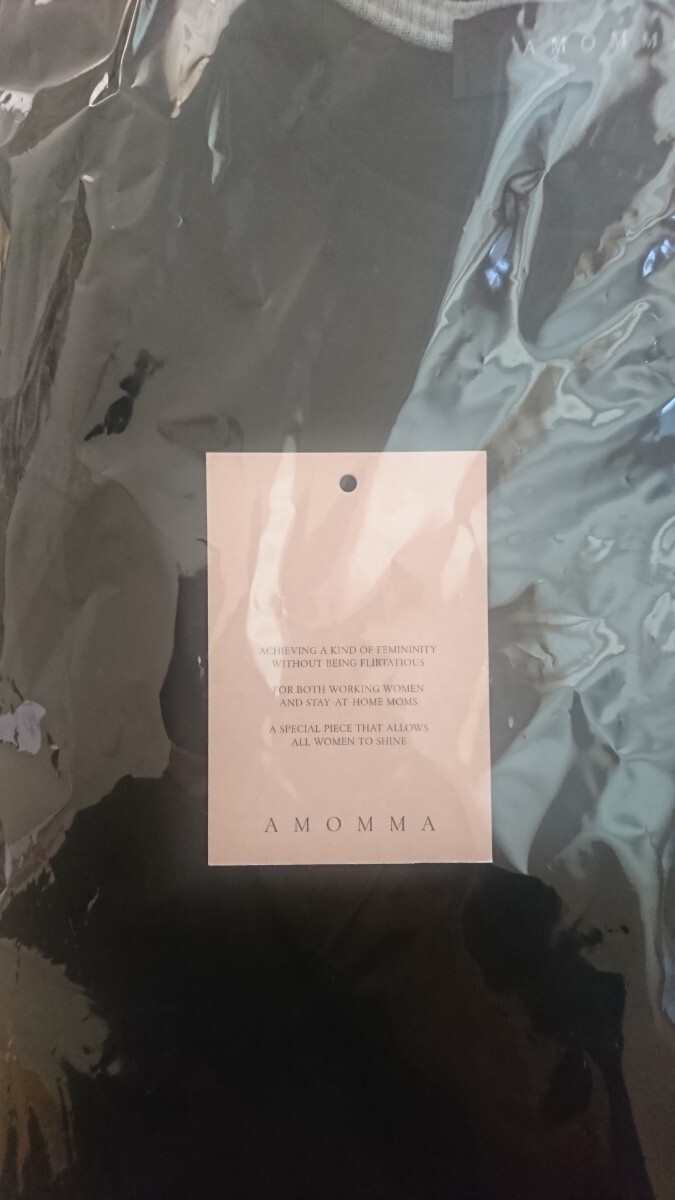 AMOMM
ACHIEVING A KIND OF FEMININITY
WITHOUT BEING FLIRTATIOUS
FOR BOTH WORKING WOMEN
AND STAY-AT-HOME MOMS
A SPECIAL PIECE THAT ALLOWS
ALL WOMEN TO SHINE
AMOMMA